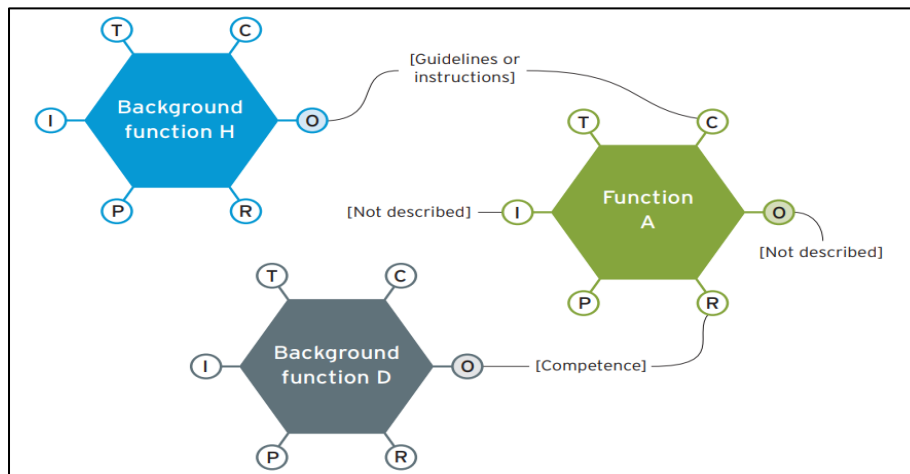 T
C
Background
function H
I
O
P
R
[Guidelines or
instructions]
T
C
Function
A
I
O
P
R
[Not described]
[Not described]
T
C
Background
function D
I
O
P
R
[Competence]